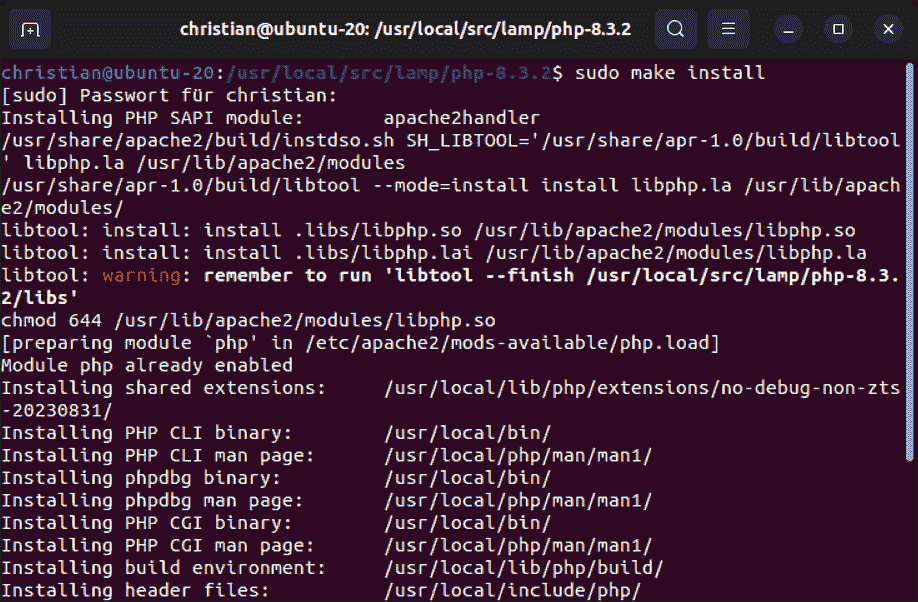 christian@ubuntu-20: /usr/local/src/lamp/php-8.3.2
christian@ubuntu-20:/usr/local/src/lamp/php-8.3.2$ sudo make install
[sudo] Passwort für christian:
Installing PHP SAPI module:       apache2handler
/usr/share/apache2/build/instdso.sh SH_LIBTOOL='/usr/share/apr-1.0/build/libtool
' libphp.la /usr/lib/apache2/modules
/usr/share/apr-1.0/build/libtool --mode=install install libphp.la /usr/lib/apach
e2/modules/
libtool: install: install .libs/libphp.so /usr/lib/apache2/modules/libphp.so
libtool: install: install .libs/libphp.lai /usr/lib/apache2/modules/libphp.la
libtool: warning: remember to run 'libtool --finish /usr/local/src/lamp/php-8.3.
2/libs'
chmod 644 /usr/lib/apache2/modules/libphp.so
[preparing module `php' in /etc/apache2/mods-available/php.load]
Module php already enabled
Installing shared extensions:     /usr/local/lib/php/extensions/no-debug-non-zts
-20230831/
Installing PHP CLI binary:        /usr/local/bin/
Installing PHP CLI man page:      /usr/local/php/man/man1/
Installing phpdbg binary:         /usr/local/bin/
Installing phpdbg man page:       /usr/local/php/man/man1/
Installing PHP CGI binary:        /usr/local/bin/
Installing PHP CGI man page:      /usr/local/php/man/man1/
Installing build environment:     /usr/local/lib/php/build/
Installing header files:          /usr/local/include/php/